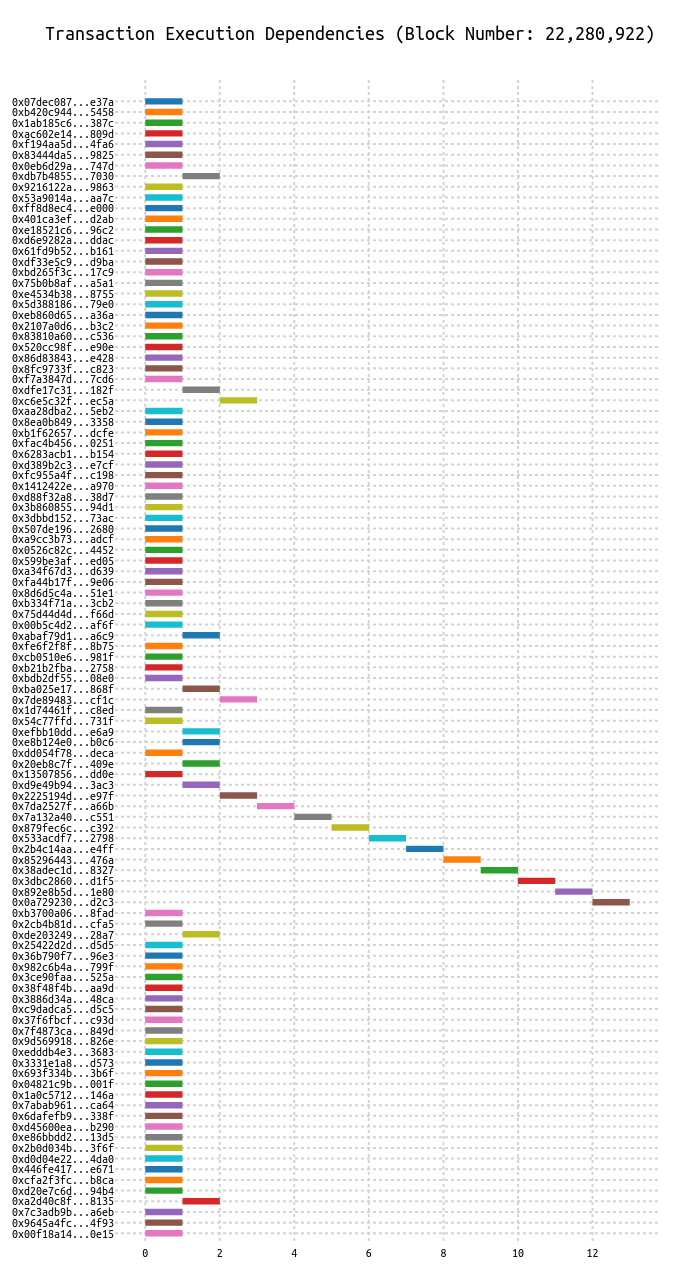 Transaction Execution Dependencies (Block Number: 22,280,922)
0x07dec087...e37a
0xb420c944...5458
0x1ab185c6...387c
0xac602e14...809d
0xf194aa5d...4fa6
0x83444da5...9825
0x0eb6d29a...747d
0xdb7b4855...7030
0x9216122a...9863
0x53a9014a...aa7c
0xff8d8ec4...e000
0x401ca3ef...d2ab
0xe18521c6...96c2
0xd6e9282a...ddac
0x61fd9b52...b161
0xdf33e5c9...d9ba
0xbd265f3c...17c9
0x75b0b8af...a5a1
0xe4534b38...8755
0x5d388186...79e0
0xeb860d65...a36a
0x2107a0d6...b3c2
0x83810a60...c536
0x520cc98f...e90e
0x86d83843...e428
0x8fc9733f...c823
0xf7a3847d...7cd6
0xdfe17c31...182f
0xc6e5c32f...ec5a
0xaa28dba2...5eb2
0x8ea0b849...3358
0xb1f62657...dcfe
0xfac4b456...0251
0x6283acb1...b154
0xd389b2c3...e7cf
0xfc955a4f...c198
0x1412422e...a970
0xd88f32a8...38d7
0x3b860855...94d1
0x3dbbd152...73ac
0x507de196...2680
0xa9cc3b73...adcf
0x0526c82c...4452
0x599be3af...ed05
0xa34f67d3...d639
0xfa44b17f...9e06
0x8d6d5c4a...51e1
0xb334f71a...3cb2
0x75d44d4d...f66d
0x00b5c4d2...af6f
0xabaf79d1...a6c9
0xfe6f2f8f...8b75
0xcb0510e6...981f
0xb21b2fba...2758
0xbdb2df55...08e0
0xba025e17...868f
0x7de89483...cf1c
0x1d74461f...c8ed
0x54c77ffd...731f
0xefbb10dd...e6a9
0xe8b124e0...b0c6
0xdd054f78...deca
0x20eb8c7f...409e
0x13507856...dd0e
0xd9e49b94...3ac3
0x2225194d...e97f
0x7da2527f...a66b
0x7a132a40...c551
0x879fec6c...c392
0x533acdf7...2798
0x2b4c14aa...e4ff
0x85296443...476a
0x38adec1d...8327
0x3dbc2860...d1f5
0x892e8b5d...1e80
0x0a729230...d2c3
0xb3700a06...8fad
0x2cb4b81d...cfa5
0xde203249...28a7
0x25422d2d...d5d5
0x36b790f7...96e3
0x982c6b4a...799f
0x3ce90faa...525a
0x38f48f4b...aa9d
0x3886d34a...48ca
0xc9dadca5...d5c5
0x37f6fbcf...c93d
0x7f4873ca...849d
0x9d569918...826e
0xedddb4e3...3683
0x3331e1a8...d573
0x693f334b...3b6f
0x04821c9b...001f
0x1a0c5712...146a
0x7abab961...ca64
0x6dafefb9...338f
0xd45600ea...b290
0xe86bbdd2...13d5
0x2b0d034b...3f6f
0xd0d04e22...4da0
0x446fe417...e671
0xcfa2f3fc...b8ca
0xd20e7c6d...94b4
0xa2d40c8f...8135
0x7c3adb9b...a6eb
0x9645a4fc...4f93
0x00f18a14...0e15
0 2 4 6 8 10 12